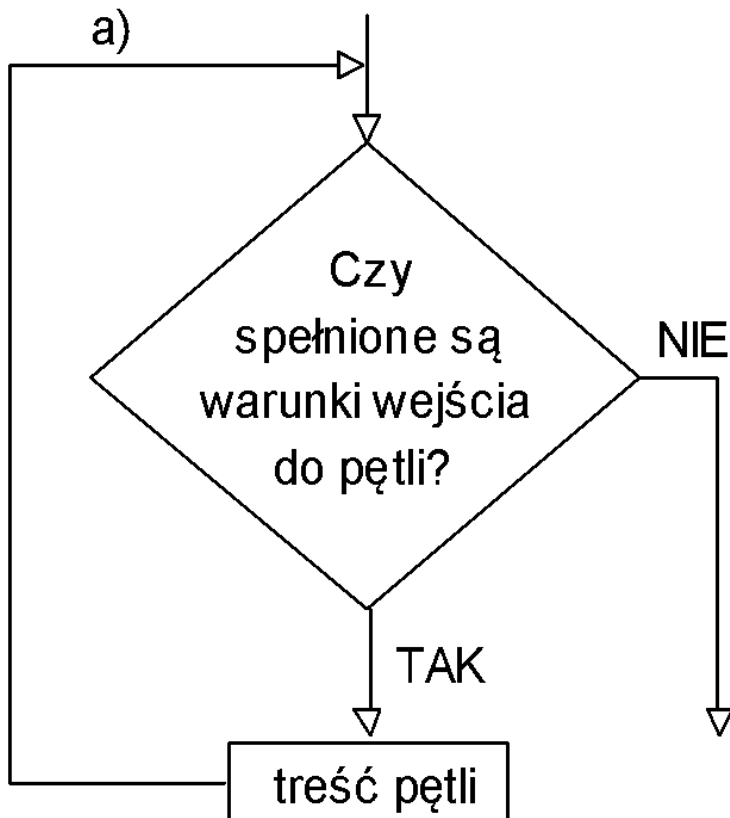 a)
Czy
spełnione są
warunki wejścia
do pętli?
NIE
TAK
treść pętli